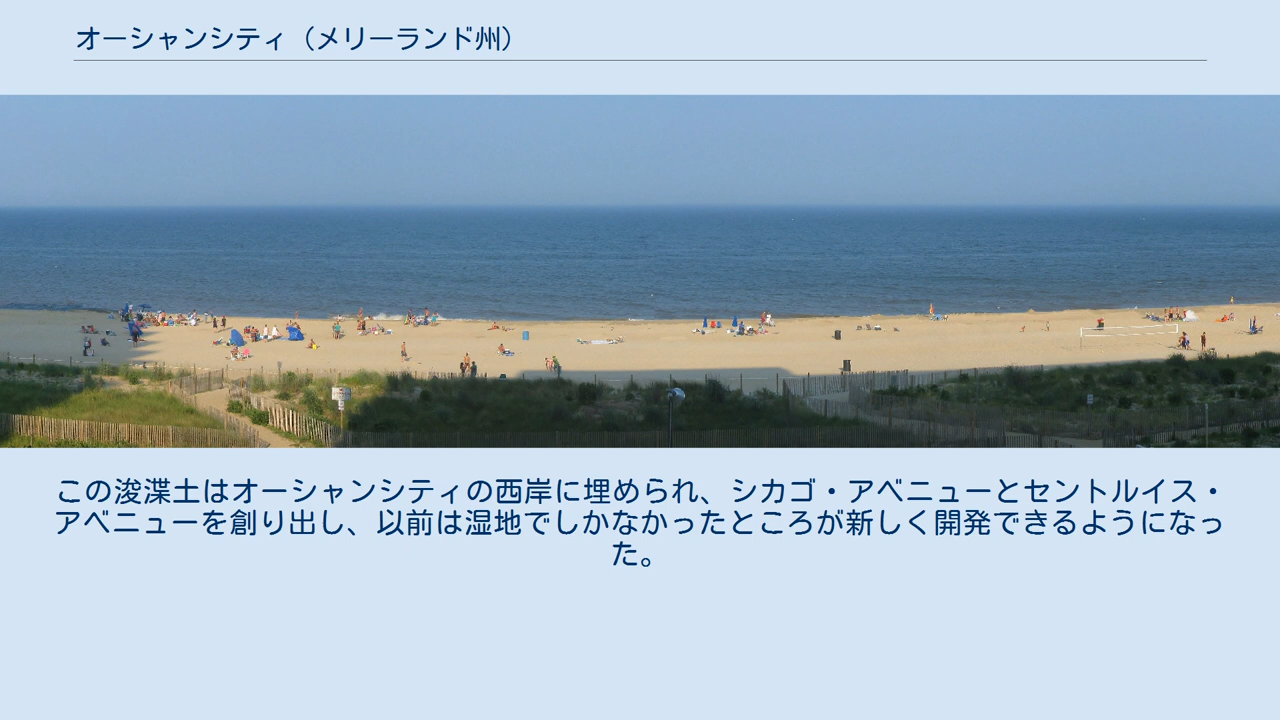 オーシャンシティ（メリーランド州）
この浚渫土はオーシャンシティの西岸に埋められ、シカゴ・アベニューとセントルイス・
アベニューを創り出し、以前は湿地でしかなかったところが新しく開発できるようになっ
た。